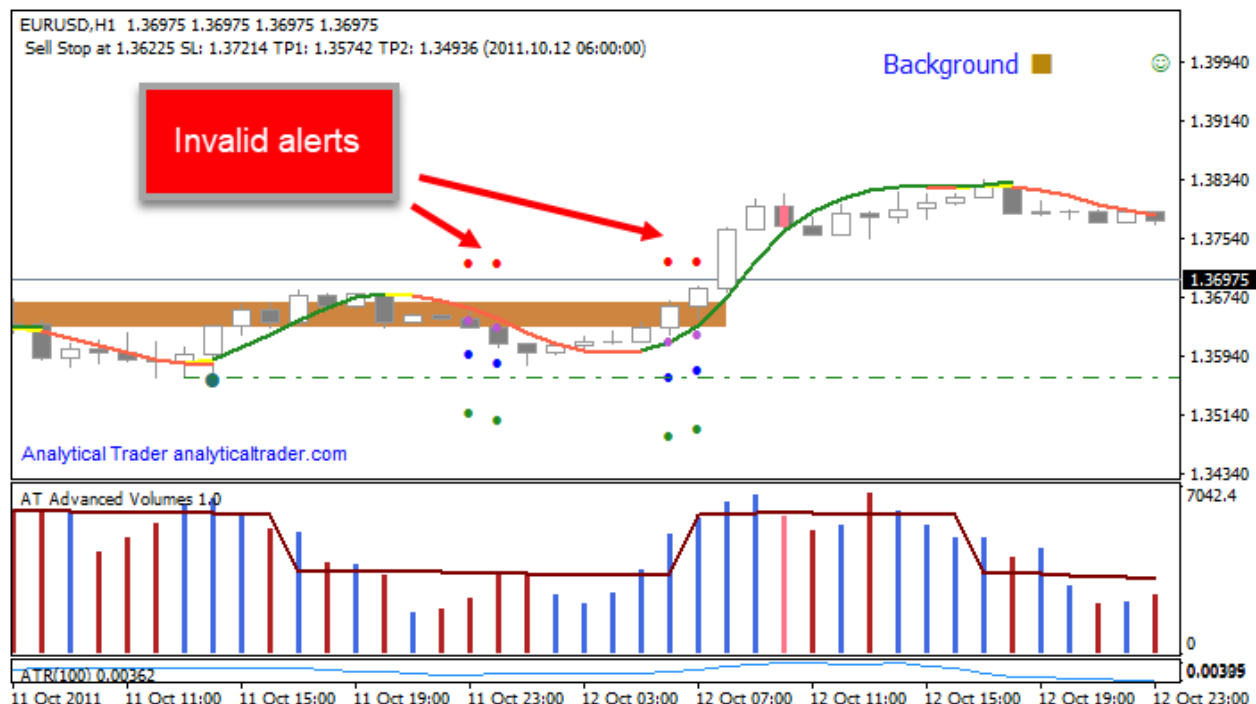 EURUSD,H1 1.36975 1.36975 1.36975 1.36975
Sell Stop at 1.36225 SL: 1.37214 TP1: 1.35742 TP2: 1.34936 (2011.10.12 06:00:00)
Background
Invalid alerts
1.39940
1.39140
1.38340
1.37540
1.36975
1.36740
1.35940
1.35140
1.34340
Analytical Trader analyticaltrader.com
AT Advanced Volumes 1.0
7042.4
0
ATR(100) 0.00362
11 Oct 2011 11 Oct 11:00 11 Oct 15:00 11 Oct 19:00 11 Oct 23:00 12 Oct 03:00 12 Oct 07:00 12 Oct 11:00 12 Oct 15:00 12 Oct 19:00 12 Oct 23:00